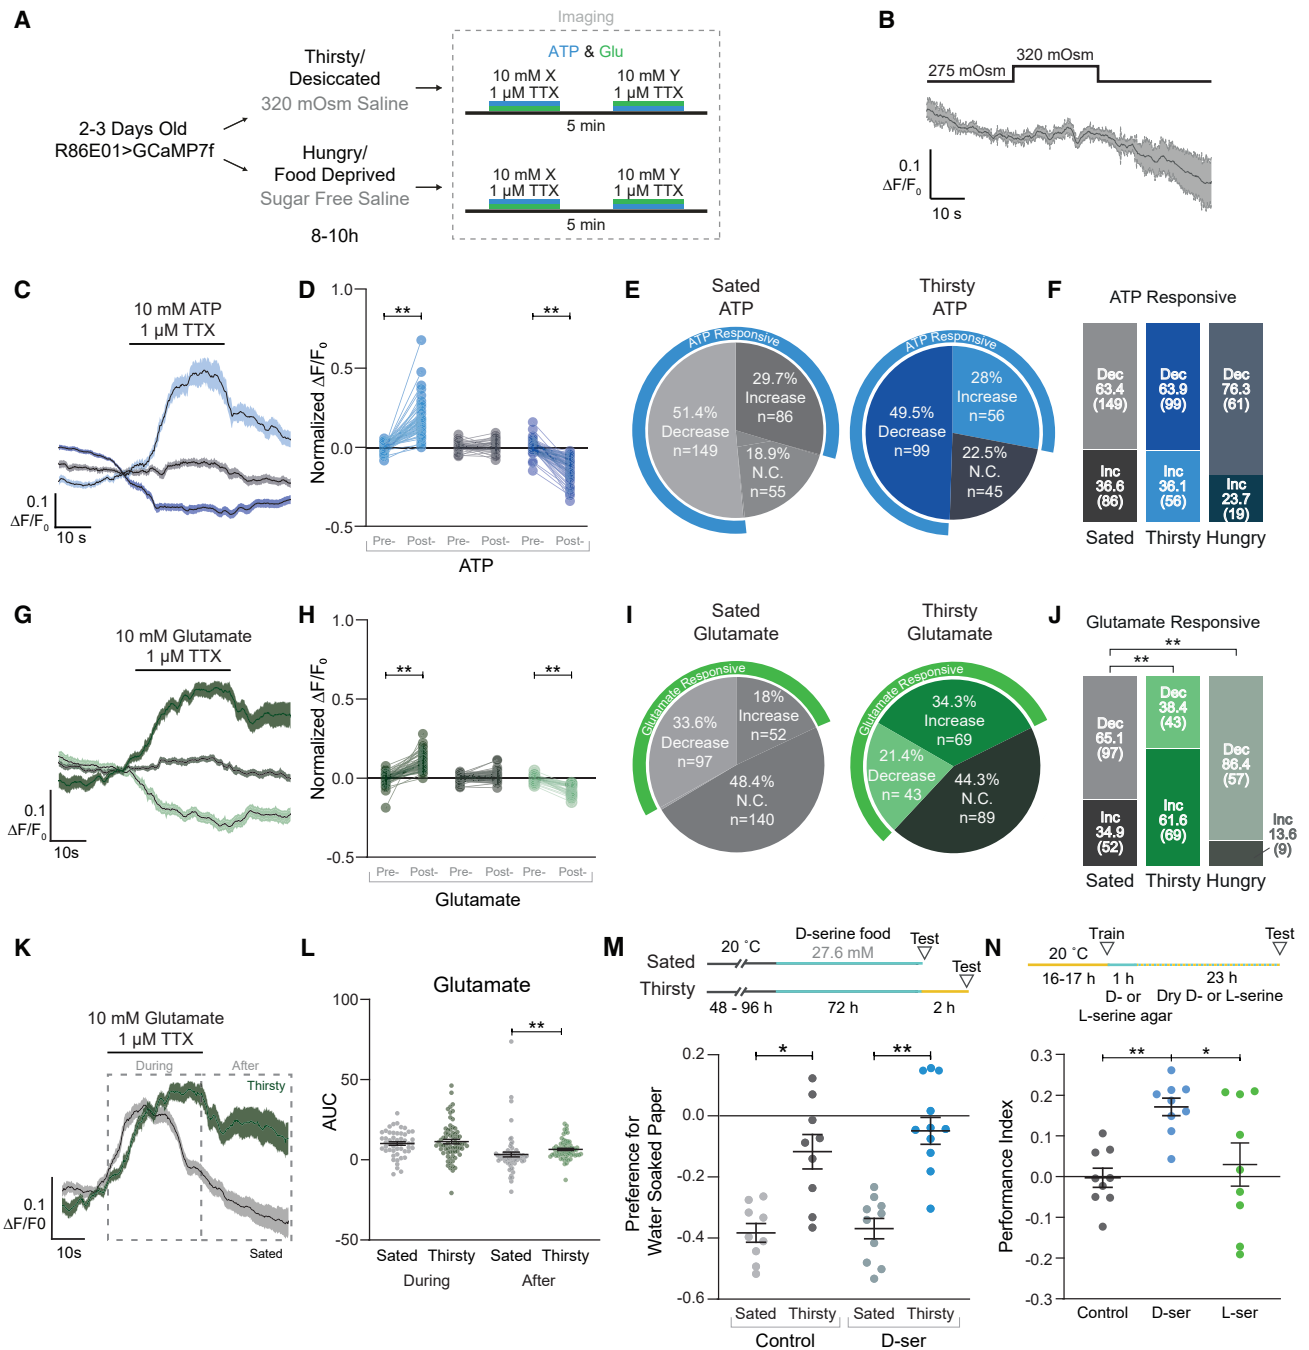 A
2-3 Days Old
R86E01>GCaMP7f
Thirsty/
Desiccated
320 mOsm Saline
Hungry/
Food Deprived
Sugar Free Saline
8-10h
Imaging
ATP & Glu
10 mM X
1 µM TTX
10 mM Y
1 µM TTX
5 min
10 mM X
1 µM TTX
10 mM Y
1 µM TTX
5 min
B
275 mOsm
320 mOsm
0.1
ΔF/F₀
10 s
C
10 mM ATP
1 µM TTX
0.1
ΔF/F₀
10 s
D
Normalized ΔF/F₀
1.0
0.5
0.0
-0.5
**
**
Pre- Post- Pre- Post- Pre- Post-
ATP
E
Sated
ATP
ATP Responsive
29.7%
Increase
n=86
51.4%
Decrease
n=149
18.9%
N.C.
n=55
Thirsty
ATP
ATP Responsive
28%
Increase
n=56
49.5%
Decrease
n=99
22.5%
N.C.
n=45
F
ATP Responsive
Dec
63.4
(149)
Inc
36.6
(86)
Dec
63.9
(99)
Inc
36.1
(56)
Dec
76.3
(61)
Inc
23.7
(19)
Sated Thirsty Hungry
G
10 mM Glutamate
1 µM TTX
0.1
ΔF/F₀
10s
H
Normalized ΔF/F₀
1.0
0.5
0.0
-0.5
**
**
Pre- Post- Pre- Post- Pre- Post-
Glutamate
I
Sated
Glutamate
Glutamate Responsive
18%
Increase
n=52
33.6%
Decrease
n=97
48.4%
N.C.
n=140
Thirsty
Glutamate
Glutamate Responsive
34.3%
Increase
n=69
21.4%
Decrease
n= 43
44.3%
N.C.
n=89
J
Glutamate Responsive
**
**
Dec
65.1
(97)
Inc
34.9
(52)
Dec
38.4
(43)
Inc
61.6
(69)
Dec
86.4
(57)
Inc
13.6
(9)
Sated Thirsty Hungry
K
10 mM Glutamate
1 µM TTX
During
After
Thirsty
Sated
0.1
ΔF/F0
10s
L
Glutamate
AUC
100
50
0
-50
**
Sated Thirsty Sated Thirsty
During After
M
20 ˚C
D-serine food
27.6 mM
Test
Sated
Test
Thirsty
48 - 96 h
72 h
2 h
Preference for
Water Soaked Paper
0.2
0.0
-0.2
-0.4
-0.6
*
**
Sated Thirsty Sated Thirsty
Control D-ser
N
Train
Test
20 ˚C
16-17 h
1 h
23 h
D- or
L-serine agar
Dry D- or L-serine
Performance Index
0.3
0.2
0.1
0.0
-0.1
-0.2
-0.3
**
*
Control D-ser L-ser